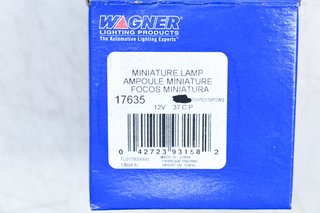 WAGNER
LIGHTING PRODUCTS
The Automotive Lighting Experts
MINIATURE LAMP
AMPOULE MINIATURE
FOCOS MINIATURA
17635
12V 37 C P
0 42723 93158 2